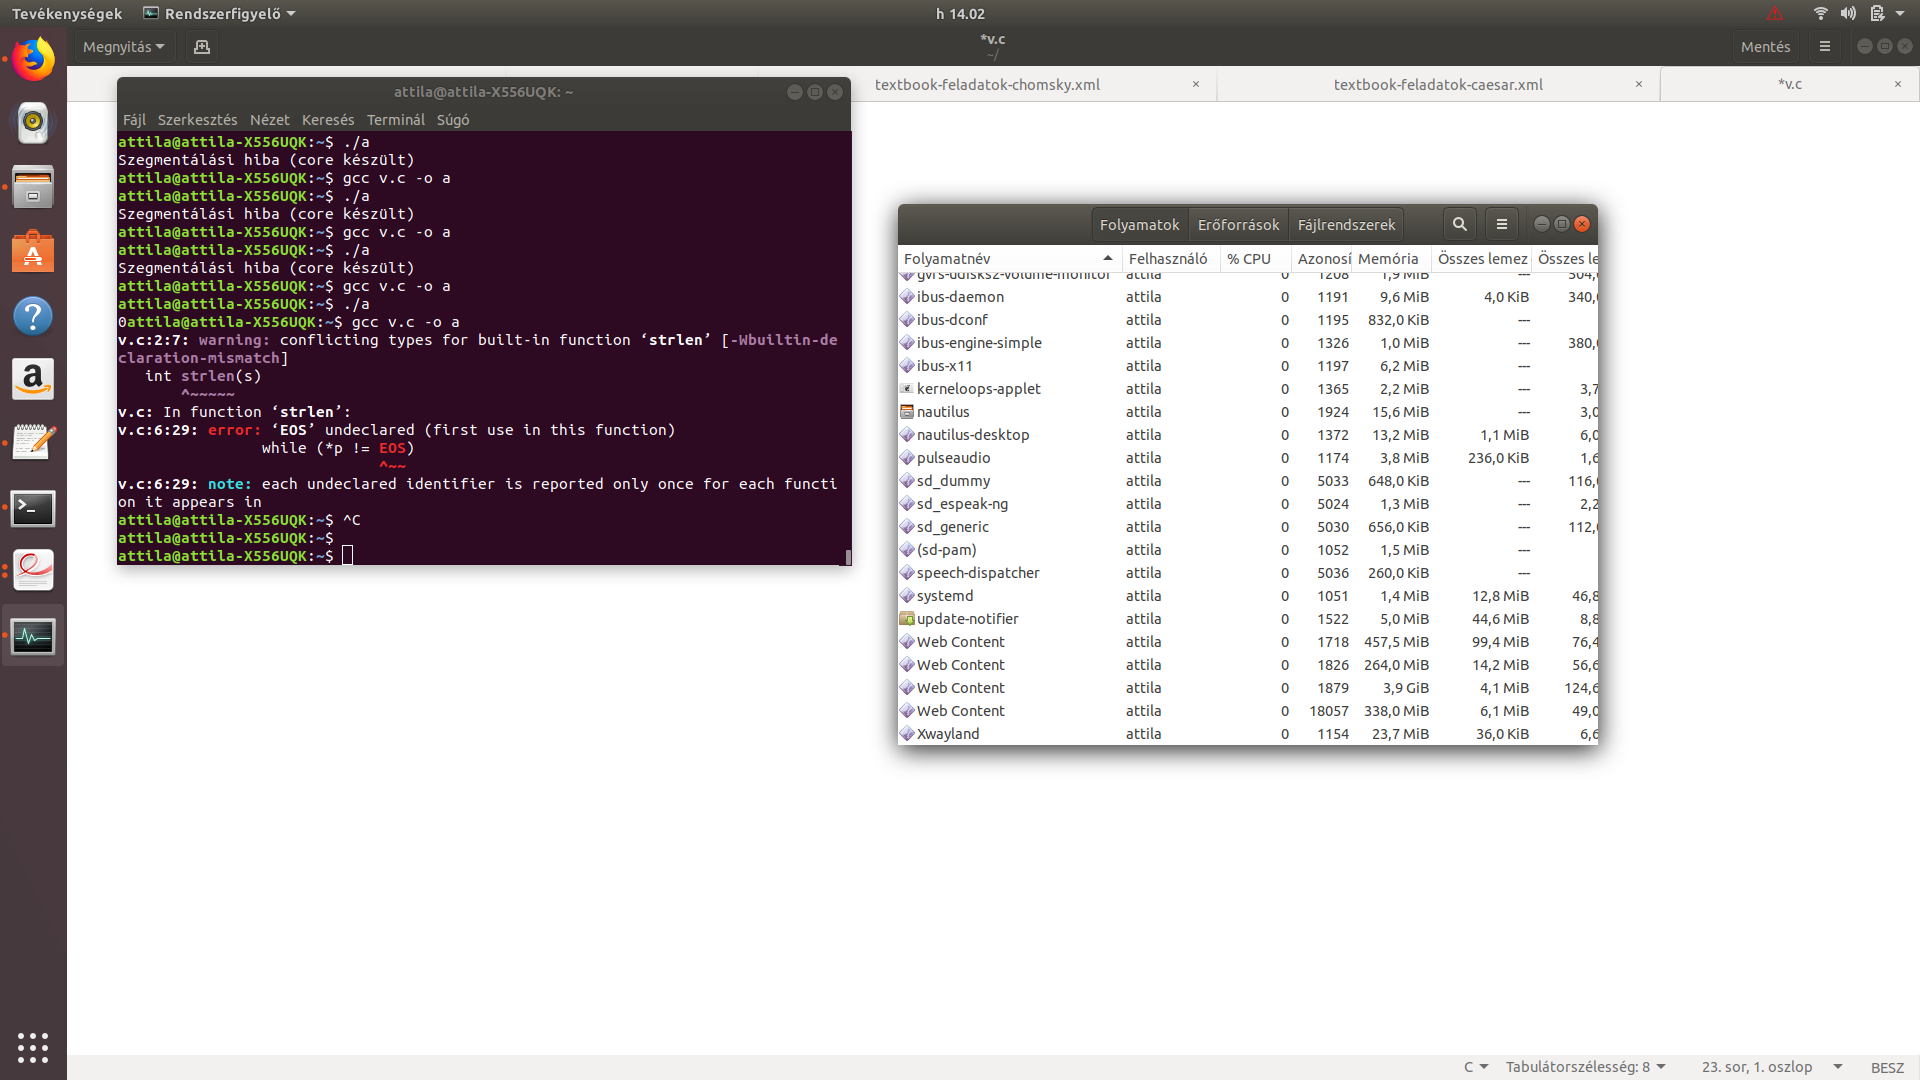 Tevékenységek Rendszerfigyelő h 14.02
Megnyitás *v.c Mentés
~/
textbook-feladatok-chomsky.xml × textbook-feladatok-caesar.xml × *v.c ×
attila@attila-X556UQK: ~
Fájl Szerkesztés Nézet Keresés Terminál Súgó
attila@attila-X556UQK:~$ ./a
Szegmentálási hiba (core készült)
attila@attila-X556UQK:~$ gcc v.c -o a
attila@attila-X556UQK:~$ ./a
Szegmentálási hiba (core készült)
attila@attila-X556UQK:~$ gcc v.c -o a
attila@attila-X556UQK:~$ ./a
Szegmentálási hiba (core készült)
attila@attila-X556UQK:~$ gcc v.c -o a
attila@attila-X556UQK:~$ ./a
0attila@attila-X556UQK:~$ gcc v.c -o a
v.c:2:7: warning: conflicting types for built-in function ‘strlen’ [-Wbuiltin-de
claration-mismatch]
int strlen(s)
^~~~~~
v.c: In function ‘strlen’:
v.c:6:29: error: ‘EOS’ undeclared (first use in this function)
while (*p != EOS)
^~~
v.c:6:29: note: each undeclared identifier is reported only once for each functi
on it appears in
attila@attila-X556UQK:~$ ^C
attila@attila-X556UQK:~$
attila@attila-X556UQK:~$
Folyamatok Erőforrások Fájlrendszerek
Folyamatnév Felhasználó % CPU Azonosí Memória Összes lemez Összes le
gvfs-udisks2-volume-monitor attila 0 1208 1,9 MiB --- 504,
ibus-daemon attila 0 1191 9,6 MiB 4,0 KiB 340,
ibus-dconf attila 0 1195 832,0 KiB ---
ibus-engine-simple attila 0 1326 1,0 MiB --- 380,
ibus-x11 attila 0 1197 6,2 MiB ---
kerneloops-applet attila 0 1365 2,2 MiB --- 3,7
nautilus attila 0 1924 15,6 MiB --- 3,0
nautilus-desktop attila 0 1372 13,2 MiB 1,1 MiB 6,0
pulseaudio attila 0 1174 3,8 MiB 236,0 KiB 1,6
sd_dummy attila 0 5033 648,0 KiB --- 116,
sd_espeak-ng attila 0 5024 1,3 MiB --- 2,2
sd_generic attila 0 5030 656,0 KiB --- 112,
(sd-pam) attila 0 1052 1,5 MiB ---
speech-dispatcher attila 0 5036 260,0 KiB ---
systemd attila 0 1051 1,4 MiB 12,8 MiB 46,8
update-notifier attila 0 1522 5,0 MiB 44,6 MiB 8,8
Web Content attila 0 1718 457,5 MiB 99,4 MiB 76,4
Web Content attila 0 1826 264,0 MiB 14,2 MiB 56,6
Web Content attila 0 1879 3,9 GiB 4,1 MiB 124,6
Web Content attila 0 18057 338,0 MiB 6,1 MiB 49,0
Xwayland attila 0 1154 23,7 MiB 36,0 KiB 6,6
C Tabulátorszélesség: 8 23. sor, 1. oszlop BESZ